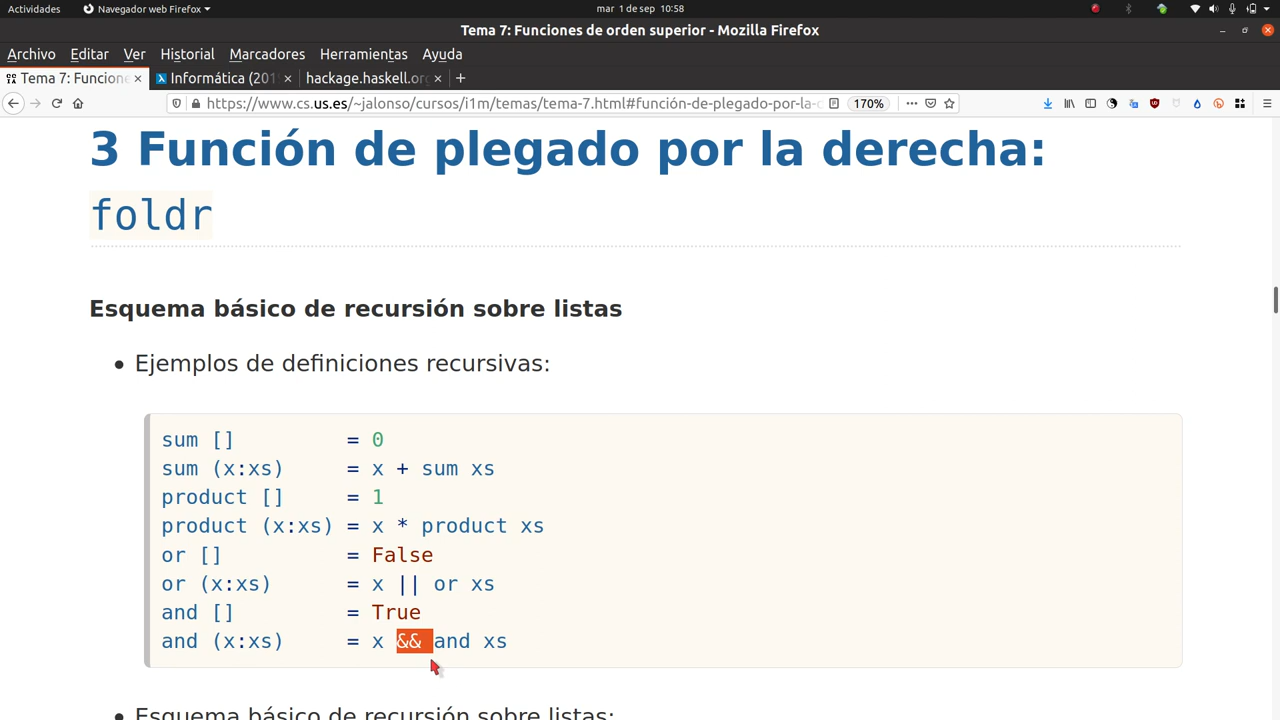 Actividades Navegador web Firefox mar 1 de sep 10:58
Tema 7: Funciones de orden superior - Mozilla Firefox
Archivo Editar Ver Historial Marcadores Herramientas Ayuda
Tema 7: Funcione Informática (201 hackage.haskell.org
https://www.cs.us.es/~jalonso/cursos/i1m/temas/tema-7.html#función-de-plegado-por-la- 170%
3 Función de plegado por la derecha:
foldr
Esquema básico de recursión sobre listas
• Ejemplos de definiciones recursivas:
sum [] = 0
sum (x:xs) = x + sum xs
product [] = 1
product (x:xs) = x * product xs
or [] = False
or (x:xs) = x || or xs
and [] = True
and (x:xs) = x && and xs
• Esquema básico de recursión sobre listas: